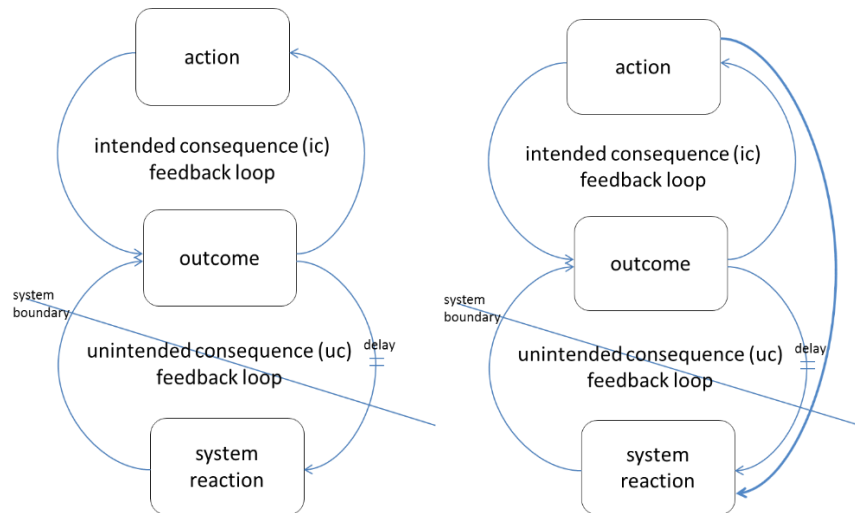 action
intended consequence (ic)
feedback loop
outcome
system
boundary
delay
unintended consequence (uc)
feedback loop
system
reaction
action
intended consequence (ic)
feedback loop
outcome
system
boundary
delay
unintended consequence (uc)
feedback loop
system
reaction